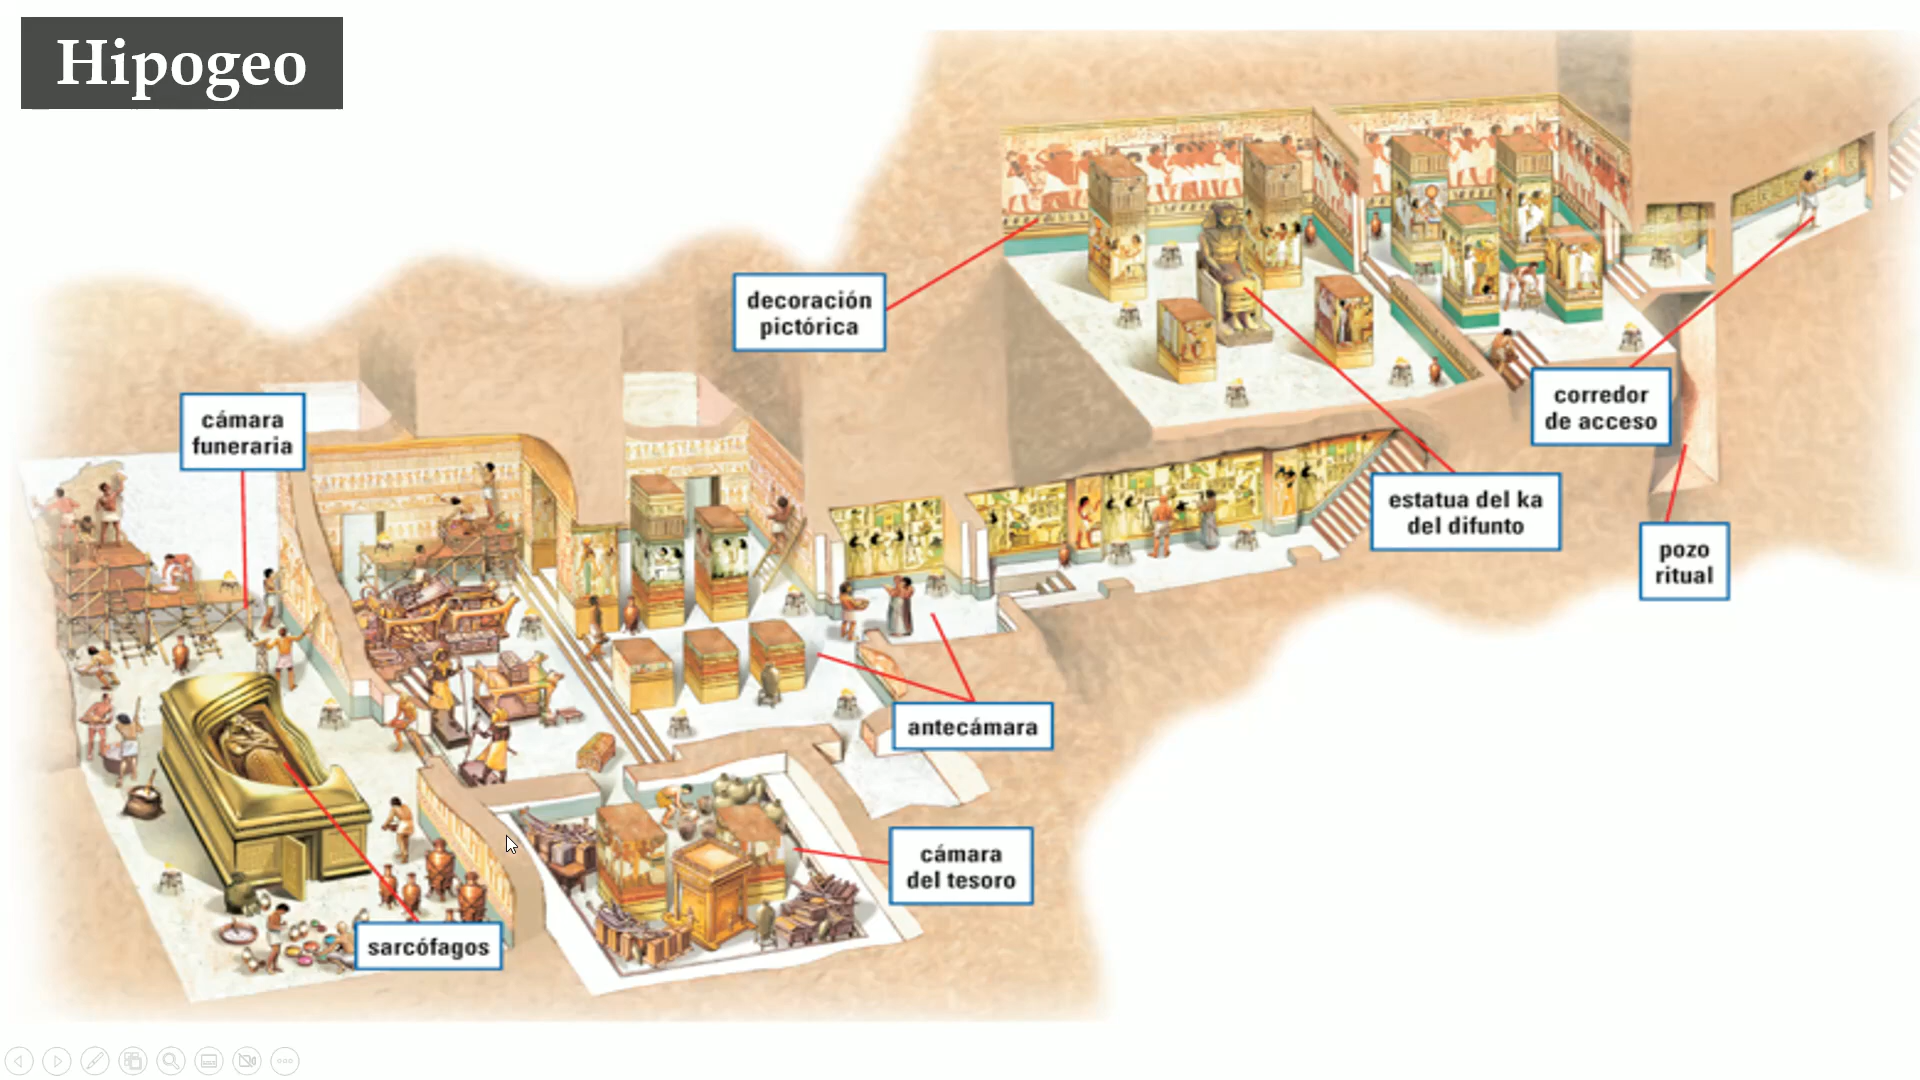 Hipogeo
decoración
pictórica
cámara
funeraria
corredor
de acceso
estatua del ka
del difunto
pozo
ritual
antecámara
cámara
del tesoro
sarcófagos